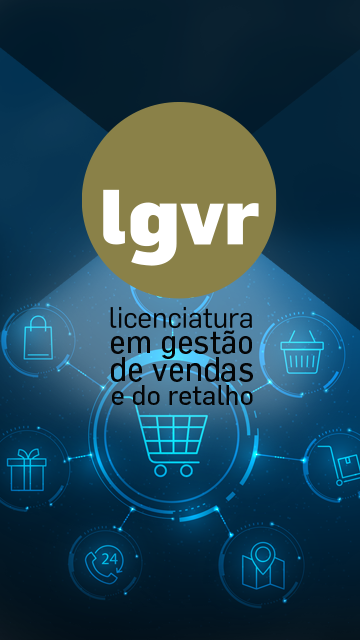 lgvr
licenciatura
em gestão
de vendas
e do retalho
24